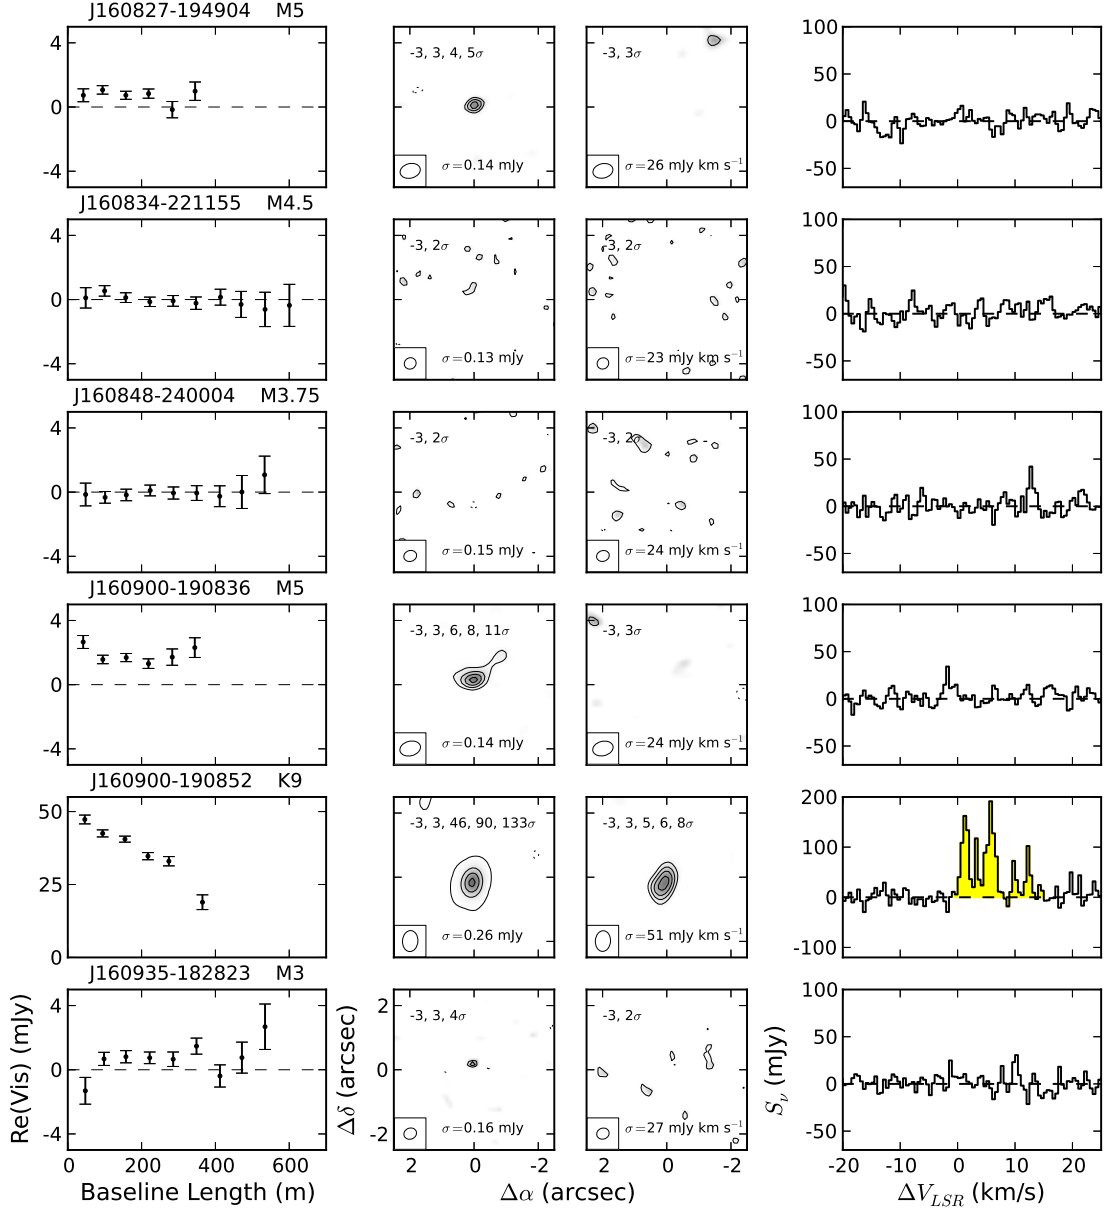 J160827-194904 M5
4
0
-4
-3, 3, 4, 5σ
σ=0.14 mJy
-3, 3σ
σ=26 mJy km s⁻¹
100
50
0
-50
J160834-221155 M4.5
4
0
-4
-3, 2σ
σ=0.13 mJy
-3, 2σ
σ=23 mJy km s⁻¹
100
50
0
-50
J160848-240004 M3.75
4
0
-4
-3, 2σ
σ=0.15 mJy
-3, 2σ
σ=24 mJy km s⁻¹
100
50
0
-50
J160900-190836 M5
4
0
-4
-3, 3, 6, 8, 11σ
σ=0.14 mJy
-3, 3σ
σ=24 mJy km s⁻¹
100
50
0
-50
J160900-190852 K9
50
25
0
-3, 3, 46, 90, 133σ
σ=0.26 mJy
-3, 3, 5, 6, 8σ
σ=51 mJy km s⁻¹
200
100
0
-100
J160935-182823 M3
Re(Vis) (mJy)
4
0
-4
0 200 400 600
Baseline Length (m)
Δδ (arcsec)
2
0
-2
-3, 3, 4σ
σ=0.16 mJy
2 0 -2
-3, 2σ
σ=27 mJy km s⁻¹
2 0 -2
Δα (arcsec)
Sν (mJy)
100
50
0
-50
-20 -10 0 10 20
ΔV_LSR (km/s)